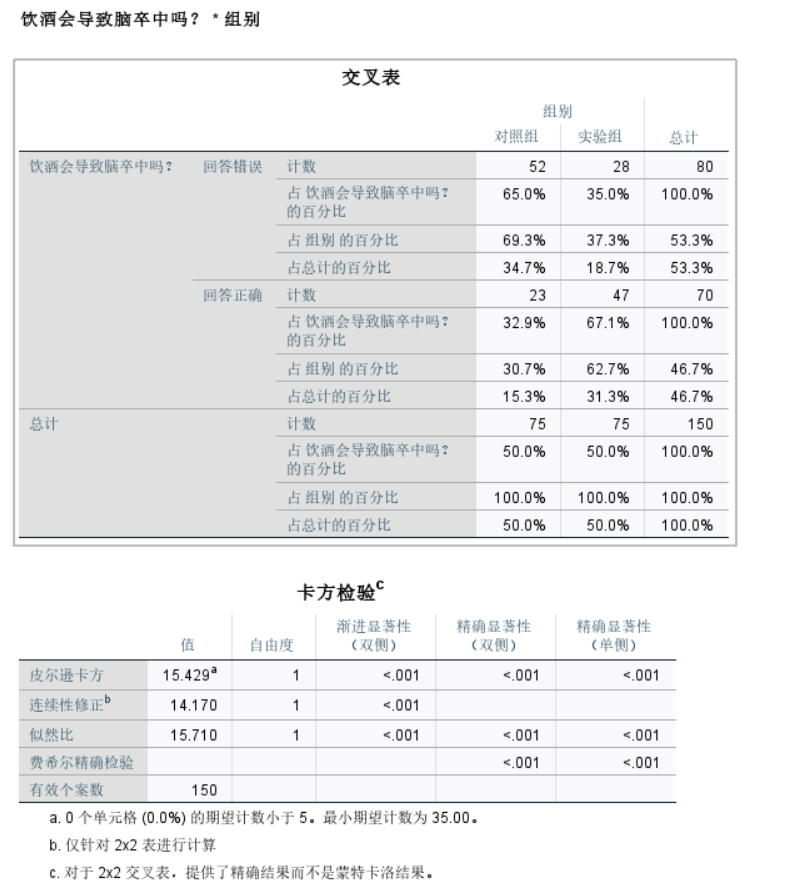 饮酒会导致脑卒中吗？ * 组别
交叉表
组别
对照组 实验组 总计
饮酒会导致脑卒中吗？ 回答错误 计数 52 28 80
占 饮酒会导致脑卒中吗？ 65.0% 35.0% 100.0%
的百分比
占 组别 的百分比 69.3% 37.3% 53.3%
占总计的百分比 34.7% 18.7% 53.3%
回答正确 计数 23 47 70
占 饮酒会导致脑卒中吗？ 32.9% 67.1% 100.0%
的百分比
占 组别 的百分比 30.7% 62.7% 46.7%
占总计的百分比 15.3% 31.3% 46.7%
总计 计数 75 75 150
占 饮酒会导致脑卒中吗？ 50.0% 50.0% 100.0%
的百分比
占 组别 的百分比 100.0% 100.0% 100.0%
占总计的百分比 50.0% 50.0% 100.0%
卡方检验c
渐进显著性 精确显著性 精确显著性
值 自由度 （双侧） （双侧） （单侧）
皮尔逊卡方 15.429a 1 <.001 <.001 <.001
连续性修正b 14.170 1 <.001
似然比 15.710 1 <.001 <.001 <.001
费希尔精确检验 <.001 <.001
有效个案数 150
a. 0 个单元格 (0.0%) 的期望计数小于 5。最小期望计数为 35.00。
b. 仅针对 2x2 表进行计算
c. 对于 2x2 交叉表，提供了精确结果而不是蒙特卡洛结果。